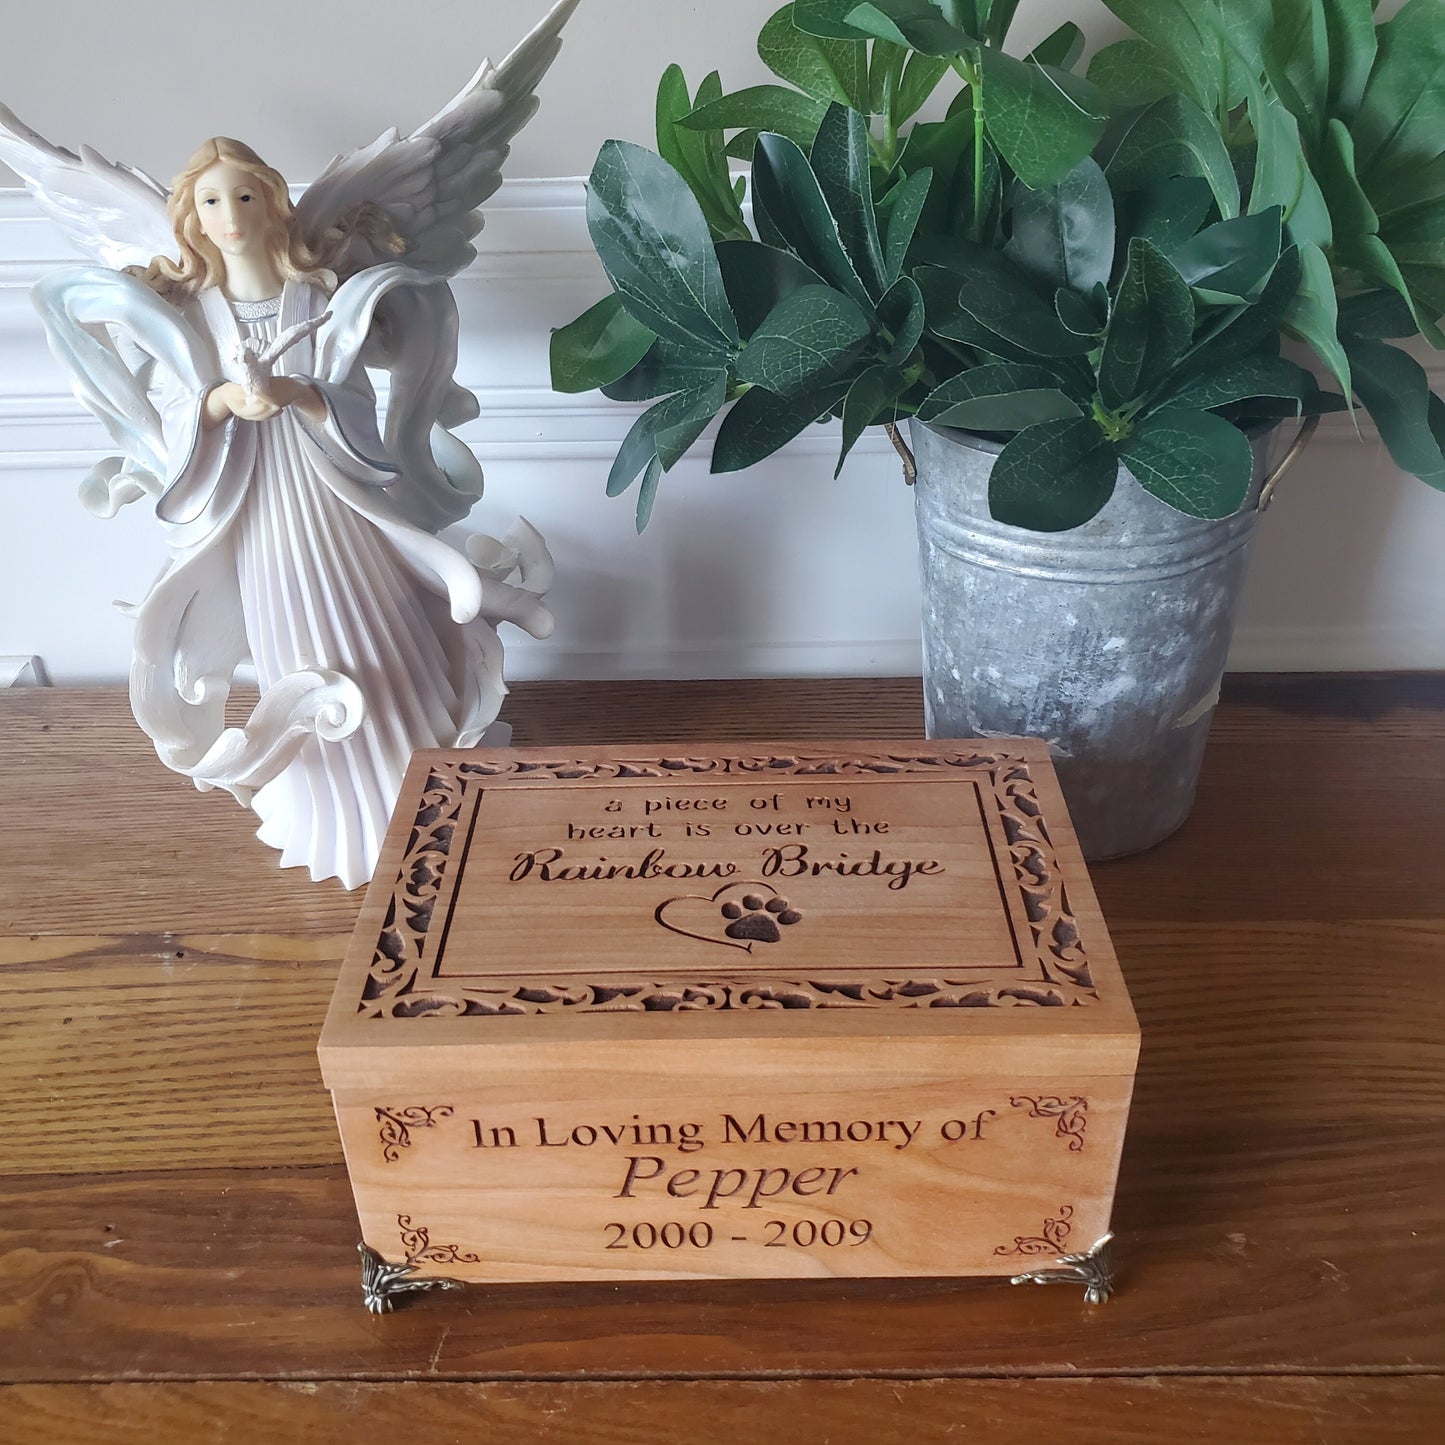 a piece of my
heart is over the
Rainbow Bridge
In Loving Memory of
Pepper
2000 - 2009